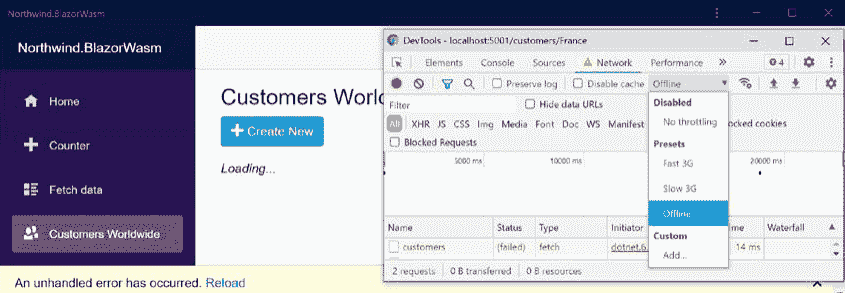 Northwind.BlazorWasm
Northwind.BlazorWasm
Home
Counter
Fetch data
Customers Worldwide
Customers Worl
Create New
Loading...
An unhandled error has occurred. Reload
DevTools - localhost:5001/customers/France
Elements Console Sources Network Performance » 4
Preserve log Disable cache Offline
Filter Hide data URLs
All XHR JS CSS Img Media Font Doc WS Manifest ocked cookies
Blocked Requests
5000 ms 10000 ms 20000 ms
Disabled
No throttling
Presets
Fast 3G
Slow 3G
Offline
Custom
Add...
Name Status Type Initiator me Waterfall
customers (failed) fetch dotnet.6. 14 ms
2 requests 0 B transferred 0 B resources